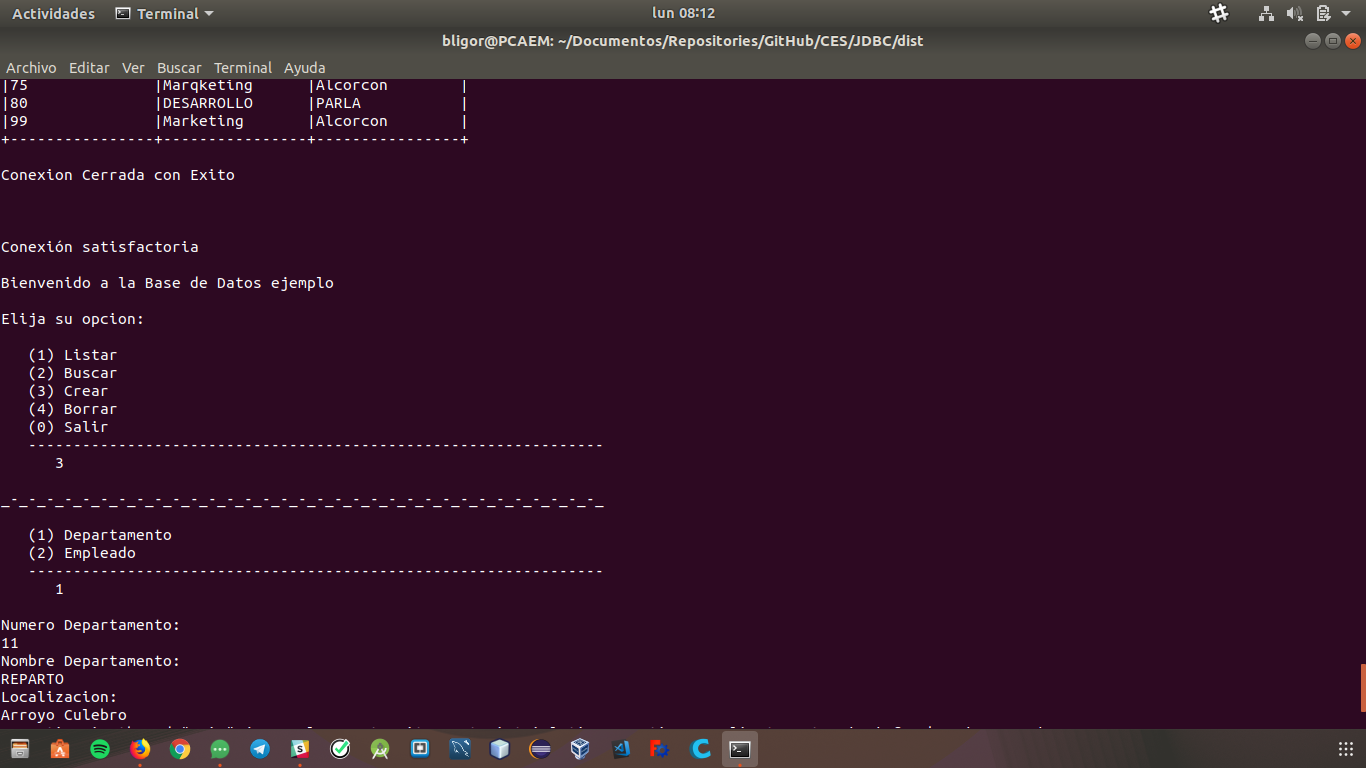 Actividades Terminal lun 08:12
bligor@PCAEM: ~/Documentos/Repositories/GitHub/CES/JDBC/dist
Archivo Editar Ver Buscar Terminal Ayuda
|75 |Marqketing |Alcorcon |
|80 |DESARROLLO |PARLA |
|99 |Marketing |Alcorcon |
+----------------+----------------+----------------+
Conexion Cerrada con Exito
Conexión satisfactoria
Bienvenido a la Base de Datos ejemplo
Elija su opcion:
(1) Listar
(2) Buscar
(3) Crear
(4) Borrar
(0) Salir
----------------------------------------------------------------
3
_-_-_-_-_-_-_-_-_-_-_-_-_-_-_-_-_-_-_-_-_-_-_-_-_-_-_-_-_-_-_-_-_-_
(1) Departamento
(2) Empleado
----------------------------------------------------------------
1
Numero Departamento:
11
Nombre Departamento:
REPARTO
Localizacion:
Arroyo Culebro